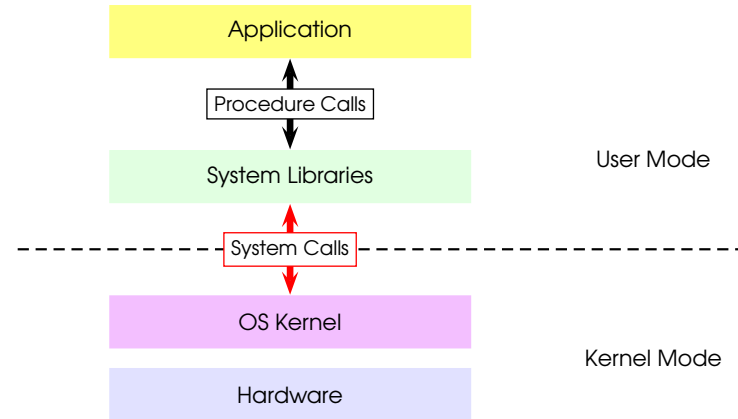 Application
Procedure Calls
User Mode
System Libraries
System Calls
OS Kernel
Kernel Mode
Hardware